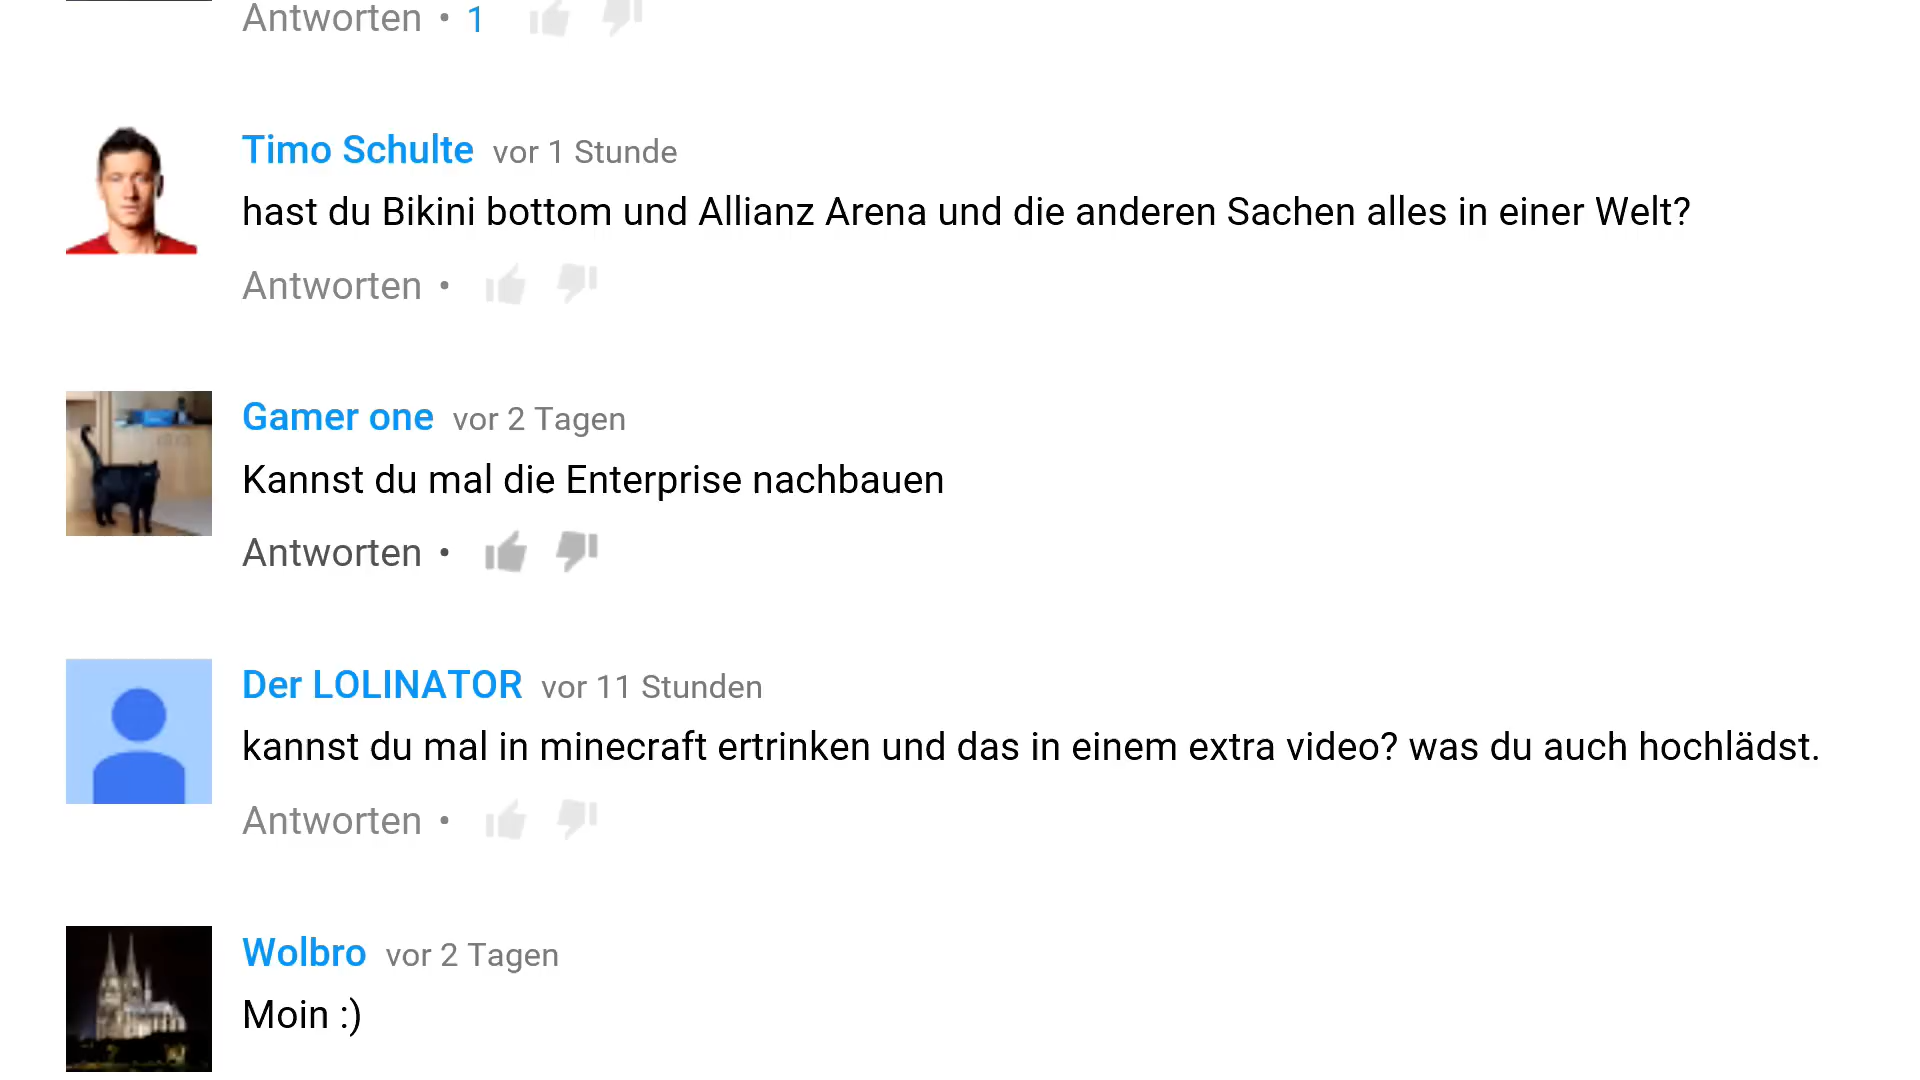 Antworten • 1
Timo Schulte vor 1 Stunde
hast du Bikini bottom und Allianz Arena und die anderen Sachen alles in einer Welt?
Antworten •
Gamer one vor 2 Tagen
Kannst du mal die Enterprise nachbauen
Antworten •
Der LOLINATOR vor 11 Stunden
kannst du mal in minecraft ertrinken und das in einem extra video? was du auch hochlädst.
Antworten •
Wolbro vor 2 Tagen
Moin :)